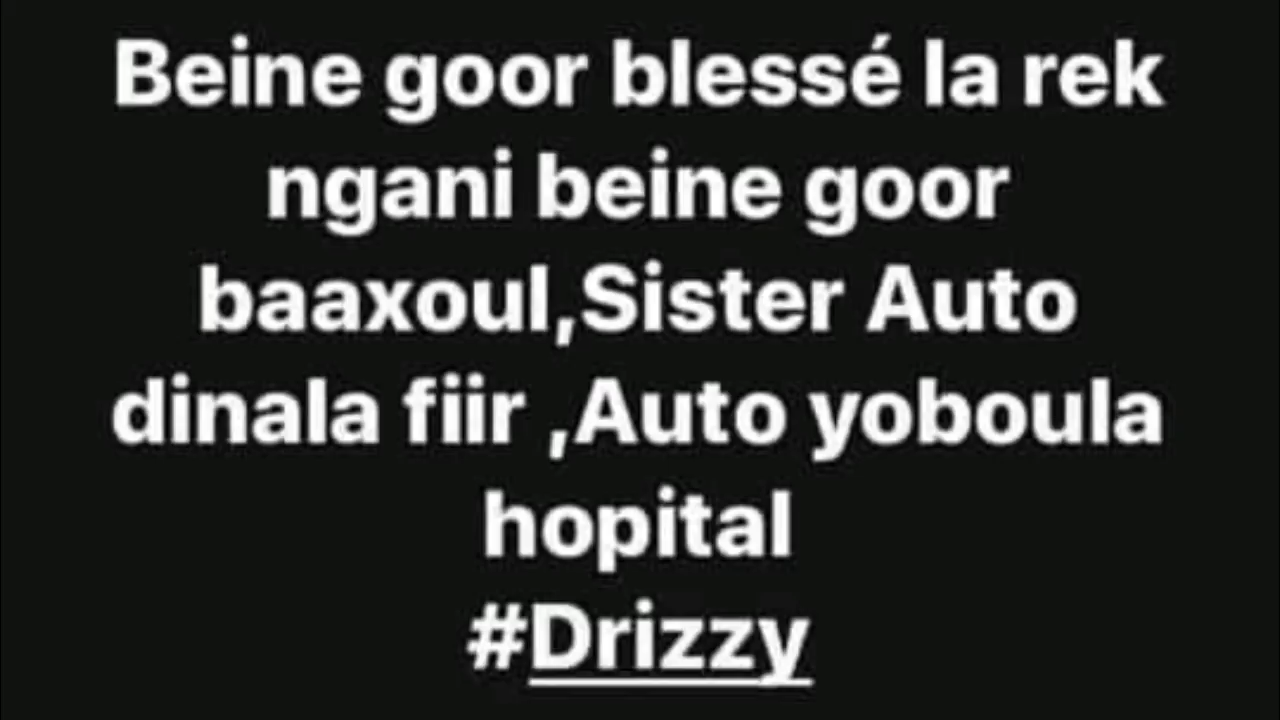 Beine goor blessé la rek
ngani beine goor
baaxoul,Sister Auto
dinala fiir ,Auto yoboula
hopital
#Drizzy